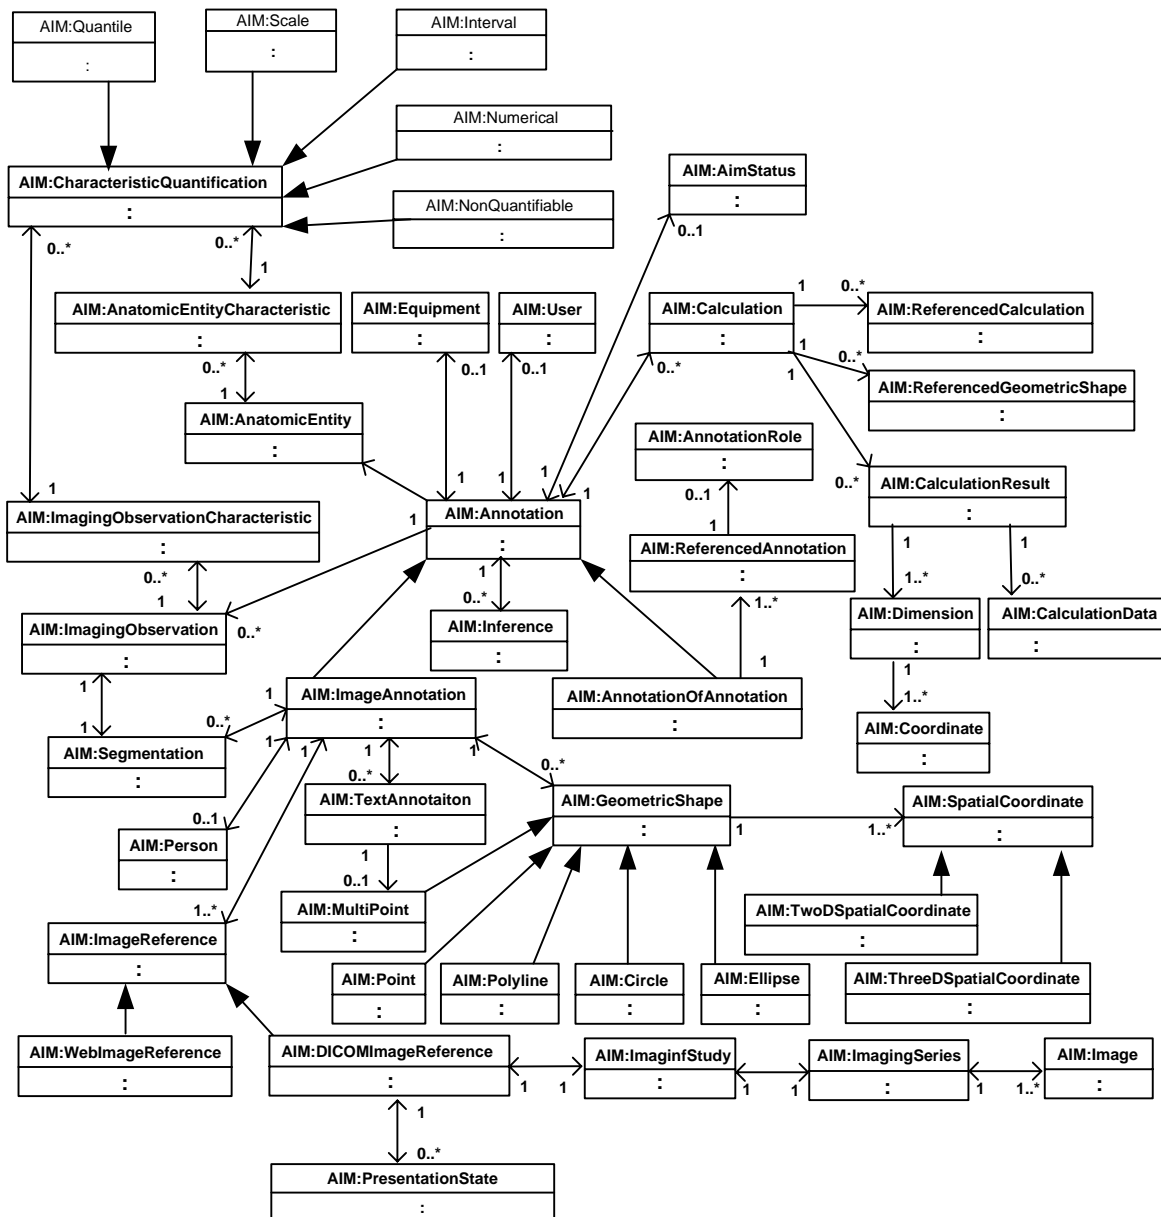 AIM:Quantile
:
AIM:Scale
:
AIM:Interval
:
AIM:Numerical
:
AIM:CharacteristicQuantification
:
AIM:NonQuantifiable
:
AIM:AimStatus
:
0..*
0..*
0..1
1
AIM:AnatomicEntityCharacteristic
:
AIM:Equipment
:
AIM:User
:
AIM:Calculation
:
1
0..*
AIM:ReferencedCalculation
:
0..*
1
0..1
0..1
0..*
1
1
0..*
AIM:ReferencedGeometricShape
:
AIM:AnatomicEntity
:
AIM:AnnotationRole
:
0..1
1
1
1
1
1
0..*
AIM:CalculationResult
:
AIM:ImagingObservationCharacteristic
:
1
AIM:Annotation
:
1
AIM:ReferencedAnnotation
:
1
1
0..*
1
1
0..*
1..*
1..*
0..*
AIM:ImagingObservation
:
0..*
AIM:Inference
:
AIM:Dimension
:
AIM:CalculationData
:
1
1
1
1
AIM:ImageAnnotation
:
AIM:AnnotationOfAnnotation
:
1..*
1
0..*
AIM:Segmentation
:
1
1
1
1
AIM:Coordinate
:
0..*
0..*
AIM:TextAnnotaiton
:
AIM:GeometricShape
:
AIM:SpatialCoordinate
:
0..1
AIM:Person
:
1
1..*
1
0..1
1..*
AIM:MultiPoint
:
AIM:TwoDSpatialCoordinate
:
AIM:ImageReference
:
AIM:Point
:
AIM:Polyline
:
AIM:Circle
:
AIM:Ellipse
:
AIM:ThreeDSpatialCoordinate
:
AIM:WebImageReference
:
AIM:DICOMImageReference
:
AIM:ImaginfStudy
:
AIM:ImagingSeries
:
AIM:Image
:
1
1
1
1
1
1..*
1
0..*
AIM:PresentationState
: